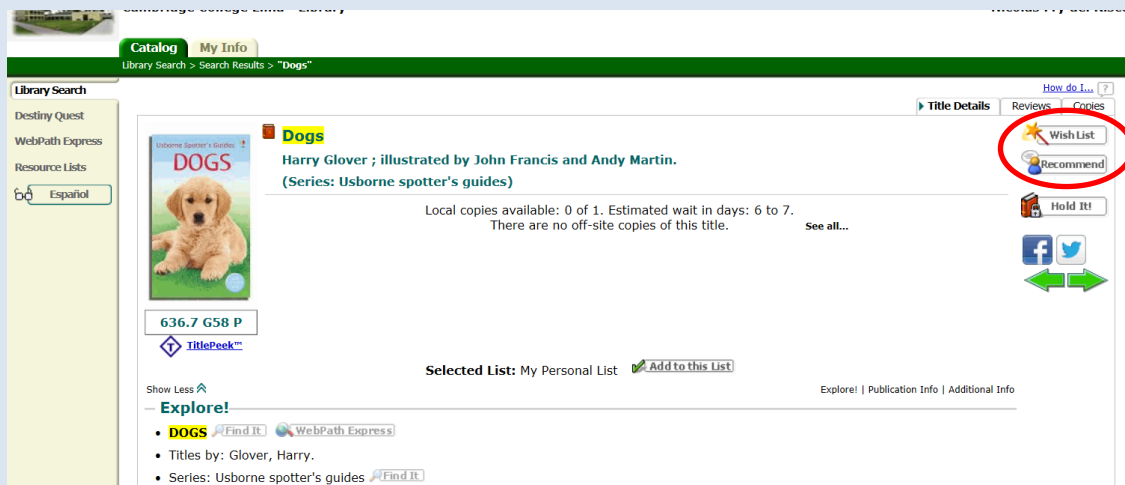 Cambridge College Lima - Library
Catalog My Info
Library Search > Search Results > "Dogs"
Library Search
How do I... ?
Title Details Reviews Copies
Destiny Quest
WebPath Express
Resource Lists
Español
Usborne Spotter's Guides
DOGS
Dogs
Harry Glover ; illustrated by John Francis and Andy Martin.
(Series: Usborne spotter's guides)
Wish List
Recommend
Hold It!
Local copies available: 0 of 1. Estimated wait in days: 6 to 7.
There are no off-site copies of this title. See all...
636.7 G58 P
T TitlePeek™
Selected List: My Personal List Add to this List
Show Less Explore! | Publication Info | Additional Info
Explore!
• DOGS Find It WebPath Express
• Titles by: Glover, Harry.
• Series: Usborne spotter's guides Find It